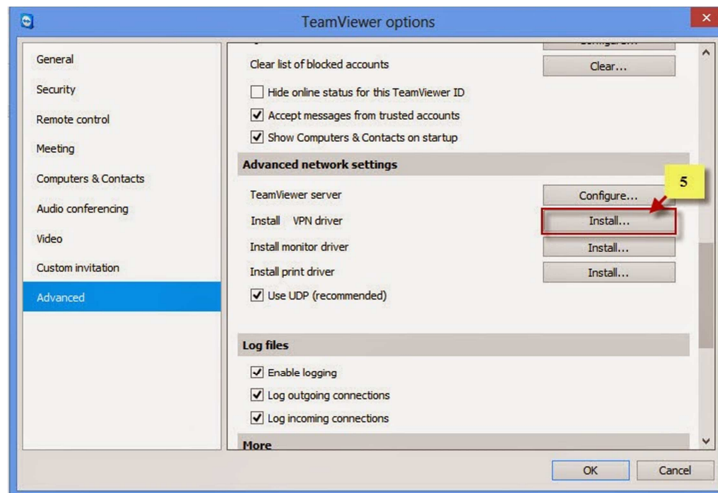 TeamViewer options
General
Security
Remote control
Meeting
Computers & Contacts
Audio conferencing
Video
Custom invitation
Advanced
Clear list of blocked accounts Clear...
Hide online status for this TeamViewer ID
Accept messages from trusted accounts
Show Computers & Contacts on startup
Advanced network settings
5
TeamViewer server Configure...
Install VPN driver Install...
Install monitor driver Install...
Install print driver Install...
Use UDP (recommended)
Log files
Enable logging
Log outgoing connections
Log incoming connections
More
OK Cancel